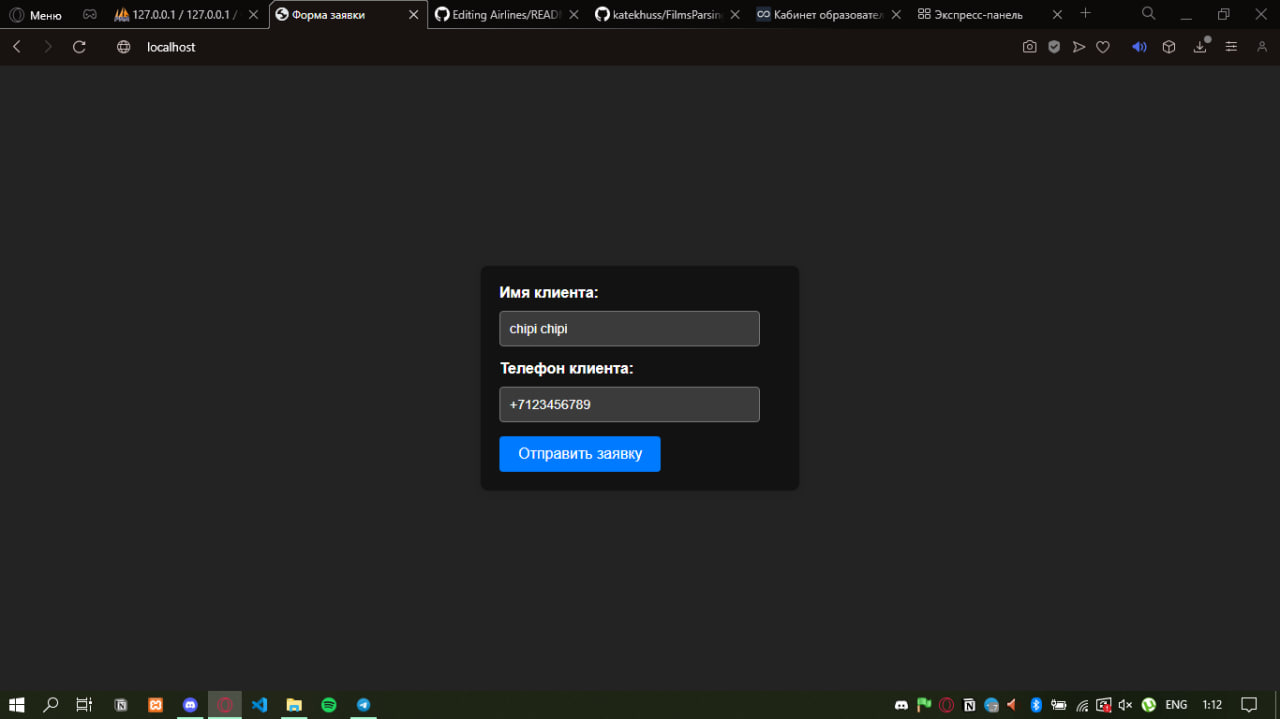 Меню
127.0.0.1 / 127.0.0.1 /
Форма заявки
Editing Airlines/READ
katekhuss/FilmsParsin
Кабинет образовател
Экспресс-панель
localhost
Имя клиента:
chipi chipi
Телефон клиента:
+7123456789
Отправить заявку
ENG
1:12